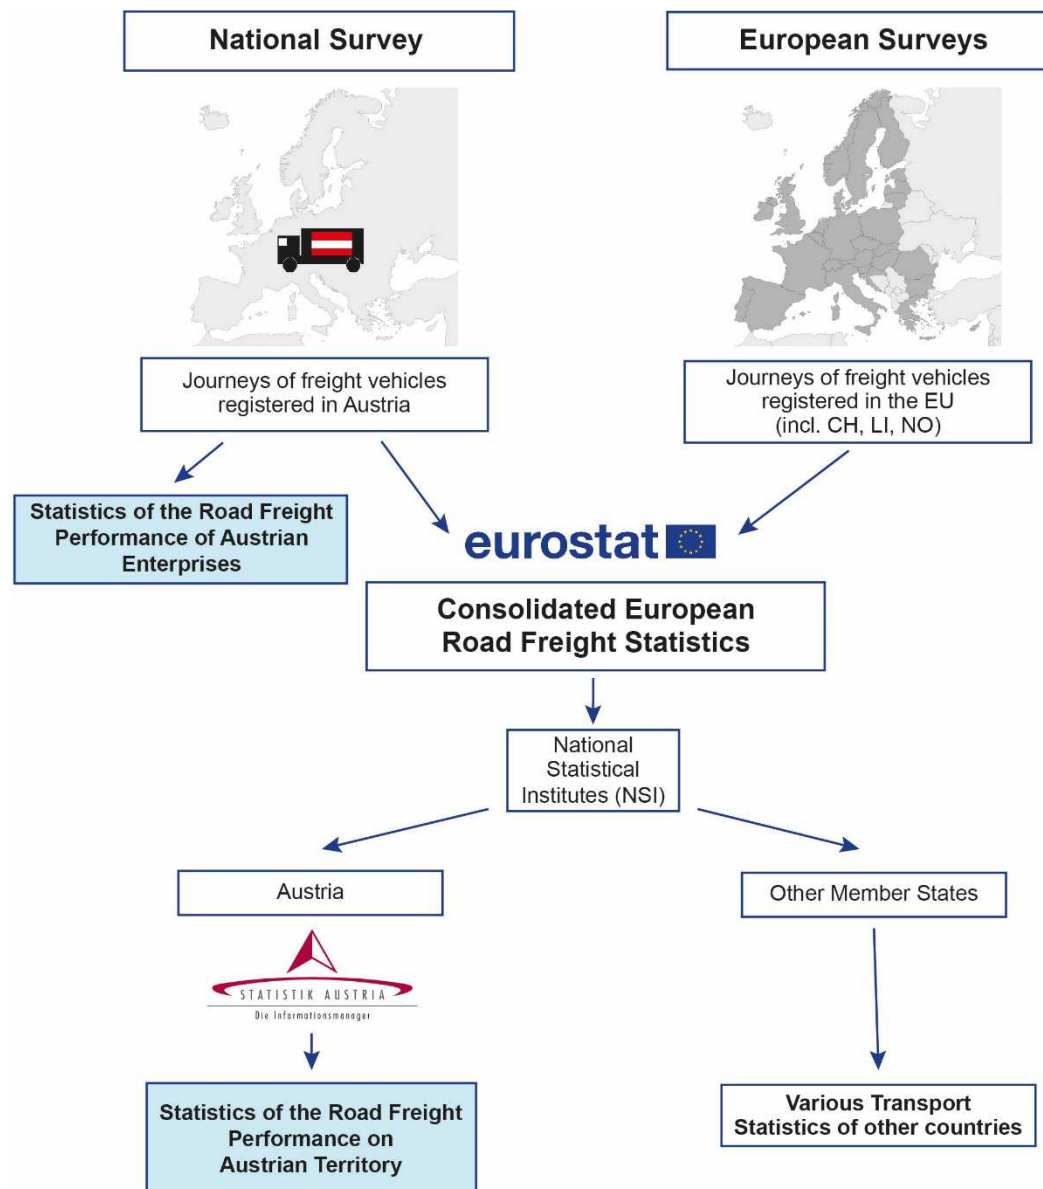 National Survey
European Surveys
Journeys of freight vehicles
registered in Austria
Journeys of freight vehicles
registered in the EU
(incl. CH, LI, NO)
Statistics of the Road Freight
Performance of Austrian
Enterprises
eurostat
Consolidated European
Road Freight Statistics
National
Statistical
Institutes (NSI)
Austria
Other Member States
STATISTIK AUSTRIA
Die Informationsmanager
Statistics of the Road Freight
Performance on
Austrian Territory
Various Transport
Statistics of other countries